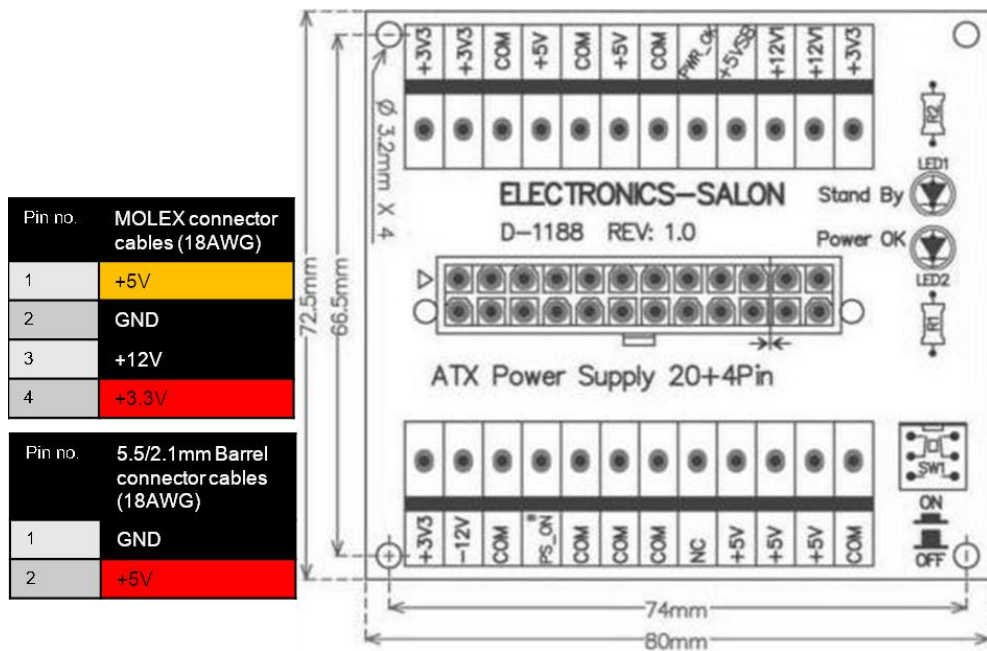 Pin no. MOLEX connector
cables (18AWG)
1 +5V
2 GND
3 +12V
4 +3.3V
Pin no. 5.5/2.1mm Barrel
connector cables
(18AWG)
1 GND
2 +5V
72.5mm
66.5mm
Ø 3.2mm X 4
+3V3 +3V3 COM +5V COM +5V COM PWR_OK +5VSB +12V1 +12V1 +3V3
R2
LED1
ELECTRONICS-SALON
Stand By
D-1188 REV: 1.0
Power OK
LED2
R1
ATX Power Supply 20+4Pin
SW1
ON
OFF
+3V3 -12V COM PS_ON# COM COM COM NC +5V +5V +5V COM
74mm
80mm